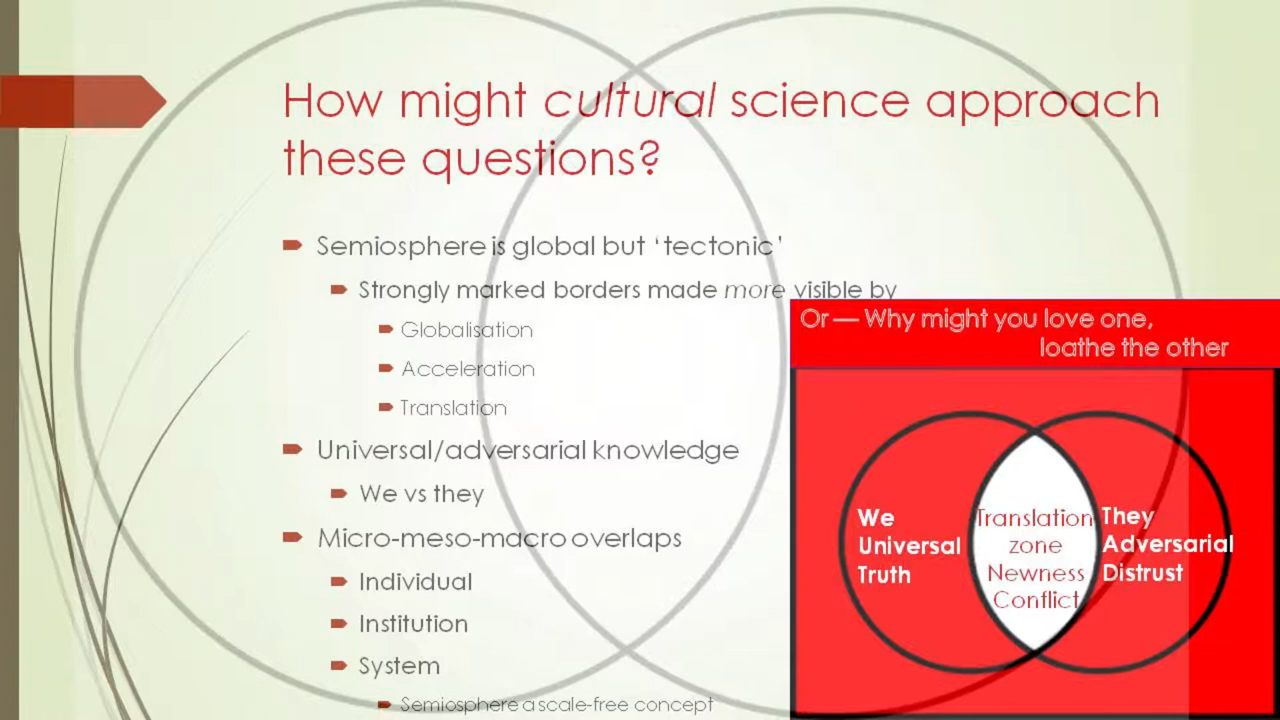 How might cultural science approach
these questions?
Semiosphere is global but ‘tectonic’
Strongly marked borders made more visible by
Globalisation
Acceleration
Translation
Universal/adversarial knowledge
We vs they
Micro-meso-macro overlaps
Individual
Institution
System
Semiosphere a scale-free concept
Or — Why might you love one,
loathe the other
We
Universal
Truth
Translation
zone
Newness
Conflict
They
Adversarial
Distrust